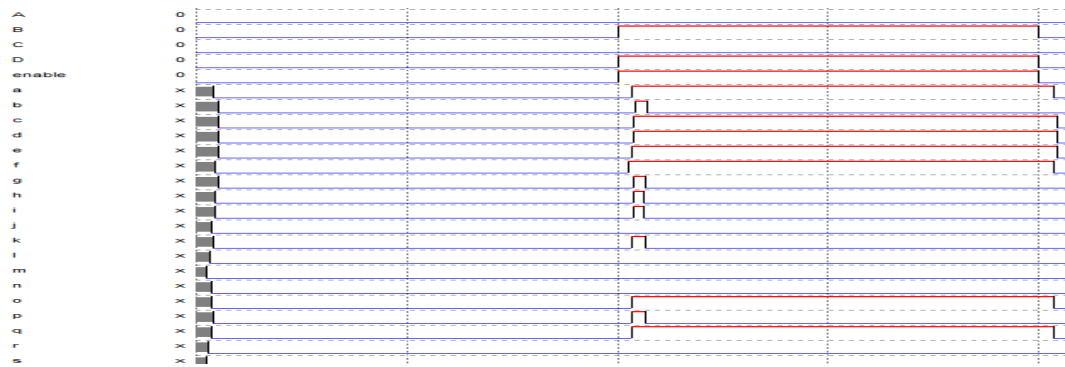 A 0
B 0
C 0
D 0
enable 0
a x
b x
c x
d x
e x
f x
g x
h x
i x
j x
k x
l x
m x
n x
o x
p x
q x
r x
s x